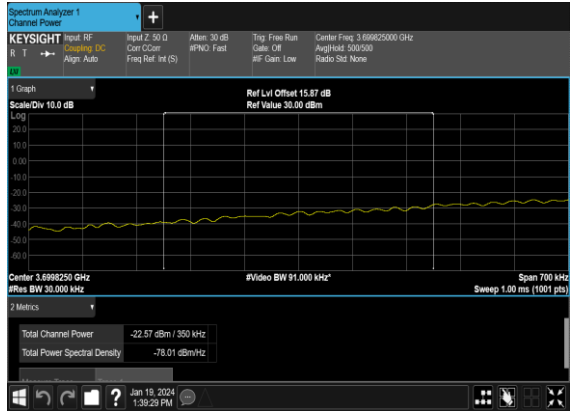 Spectrum Analyzer 1
Channel Power
+
KEYSIGHT
R T
LXI
Input: RF
Coupling: DC
Align: Auto
Input Z: 50 Ω
Corr CCorr
Freq Ref: Int (S)
Atten: 30 dB
#PNO: Fast
Trig: Free Run
Gate: Off
#IF Gain: Low
Center Freq: 3.699825000 GHz
Avg|Hold: 500/500
Radio Std: None
1 Graph
Scale/Div 10.0 dB
Ref Lvl Offset 15.87 dB
Ref Value 30.00 dBm
Log
20.0
10.0
0.00
-10.0
-20.0
-30.0
-40.0
-50.0
-60.0
Center 3.6998250 GHz
#Res BW 30.000 kHz
#Video BW 91.000 kHz*
Span 700 kHz
Sweep 1.00 ms (1001 pts)
2 Metrics
Total Channel Power -22.57 dBm / 350 kHz
Total Power Spectral Density -78.01 dBm/Hz
?
Jan 19, 2024
1:39:29 PM